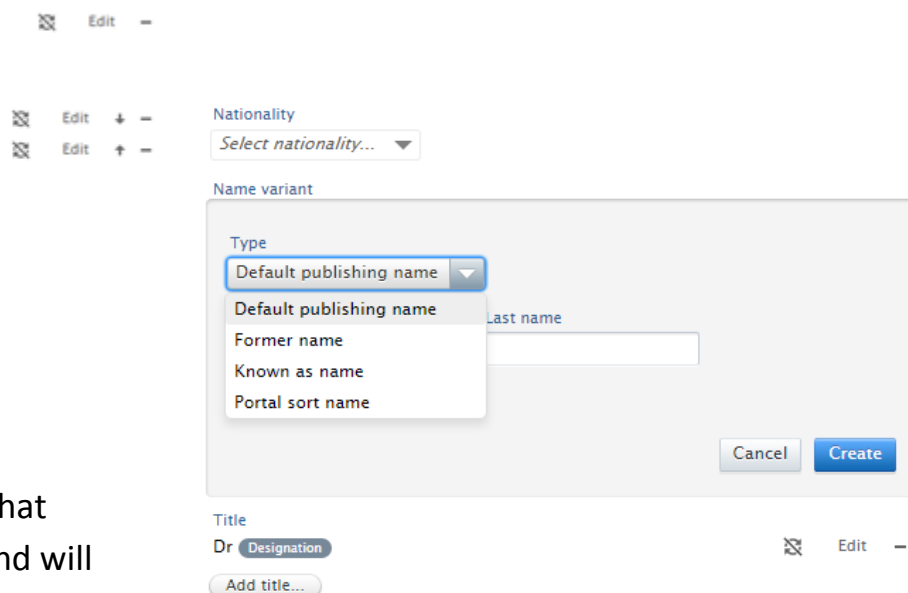 Edit
Edit
Edit
Nationality
Select nationality...
Name variant
Type
Default publishing name
Default publishing name
Former name
Known as name
Portal sort name
Last name
Cancel Create
Title
Dr Designation
Edit
Add title...
nd will